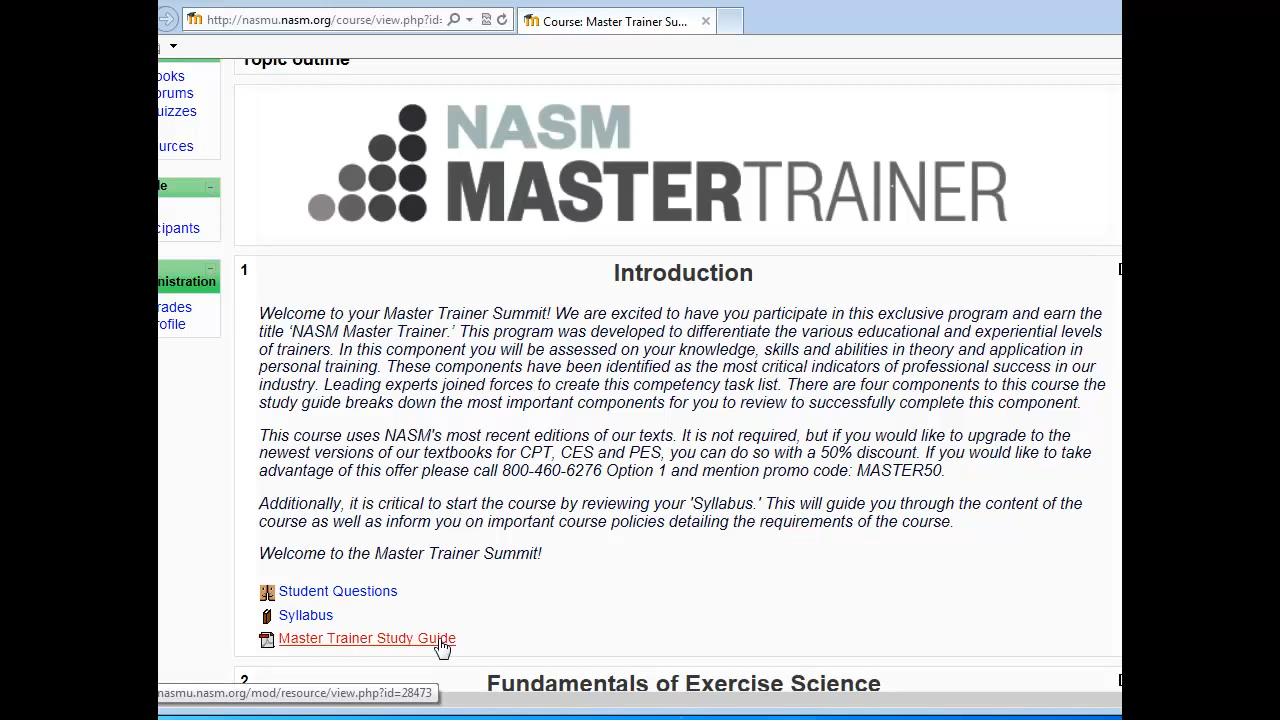 http://nasmu.nasm.org/course/view.php?id=
Course: Master Trainer Su...
Topic outline
ooks
orums
uizzes
urces
le
cipants
nistration
rades
rofile
NASM
MASTERTRAINER
1
Introduction
Welcome to your Master Trainer Summit! We are excited to have you participate in this exclusive program and earn the
title ‘NASM Master Trainer.’ This program was developed to differentiate the various educational and experiential levels
of trainers. In this component you will be assessed on your knowledge, skills and abilities in theory and application in
personal training. These components have been identified as the most critical indicators of professional success in our
industry. Leading experts joined forces to create this competency task list. There are four components to this course the
study guide breaks down the most important components for you to review to successfully complete this component.
This course uses NASM's most recent editions of our texts. It is not required, but if you would like to upgrade to the
newest versions of our textbooks for CPT, CES and PES, you can do so with a 50% discount. If you would like to take
advantage of this offer please call 800-460-6276 Option 1 and mention promo code: MASTER50.
Additionally, it is critical to start the course by reviewing your 'Syllabus.' This will guide you through the content of the
course as well as inform you on important course policies detailing the requirements of the course.
Welcome to the Master Trainer Summit!
Student Questions
Syllabus
Master Trainer Study Guide
2
Fundamentals of Exercise Science
nasmu.nasm.org/mod/resource/view.php?id=28473